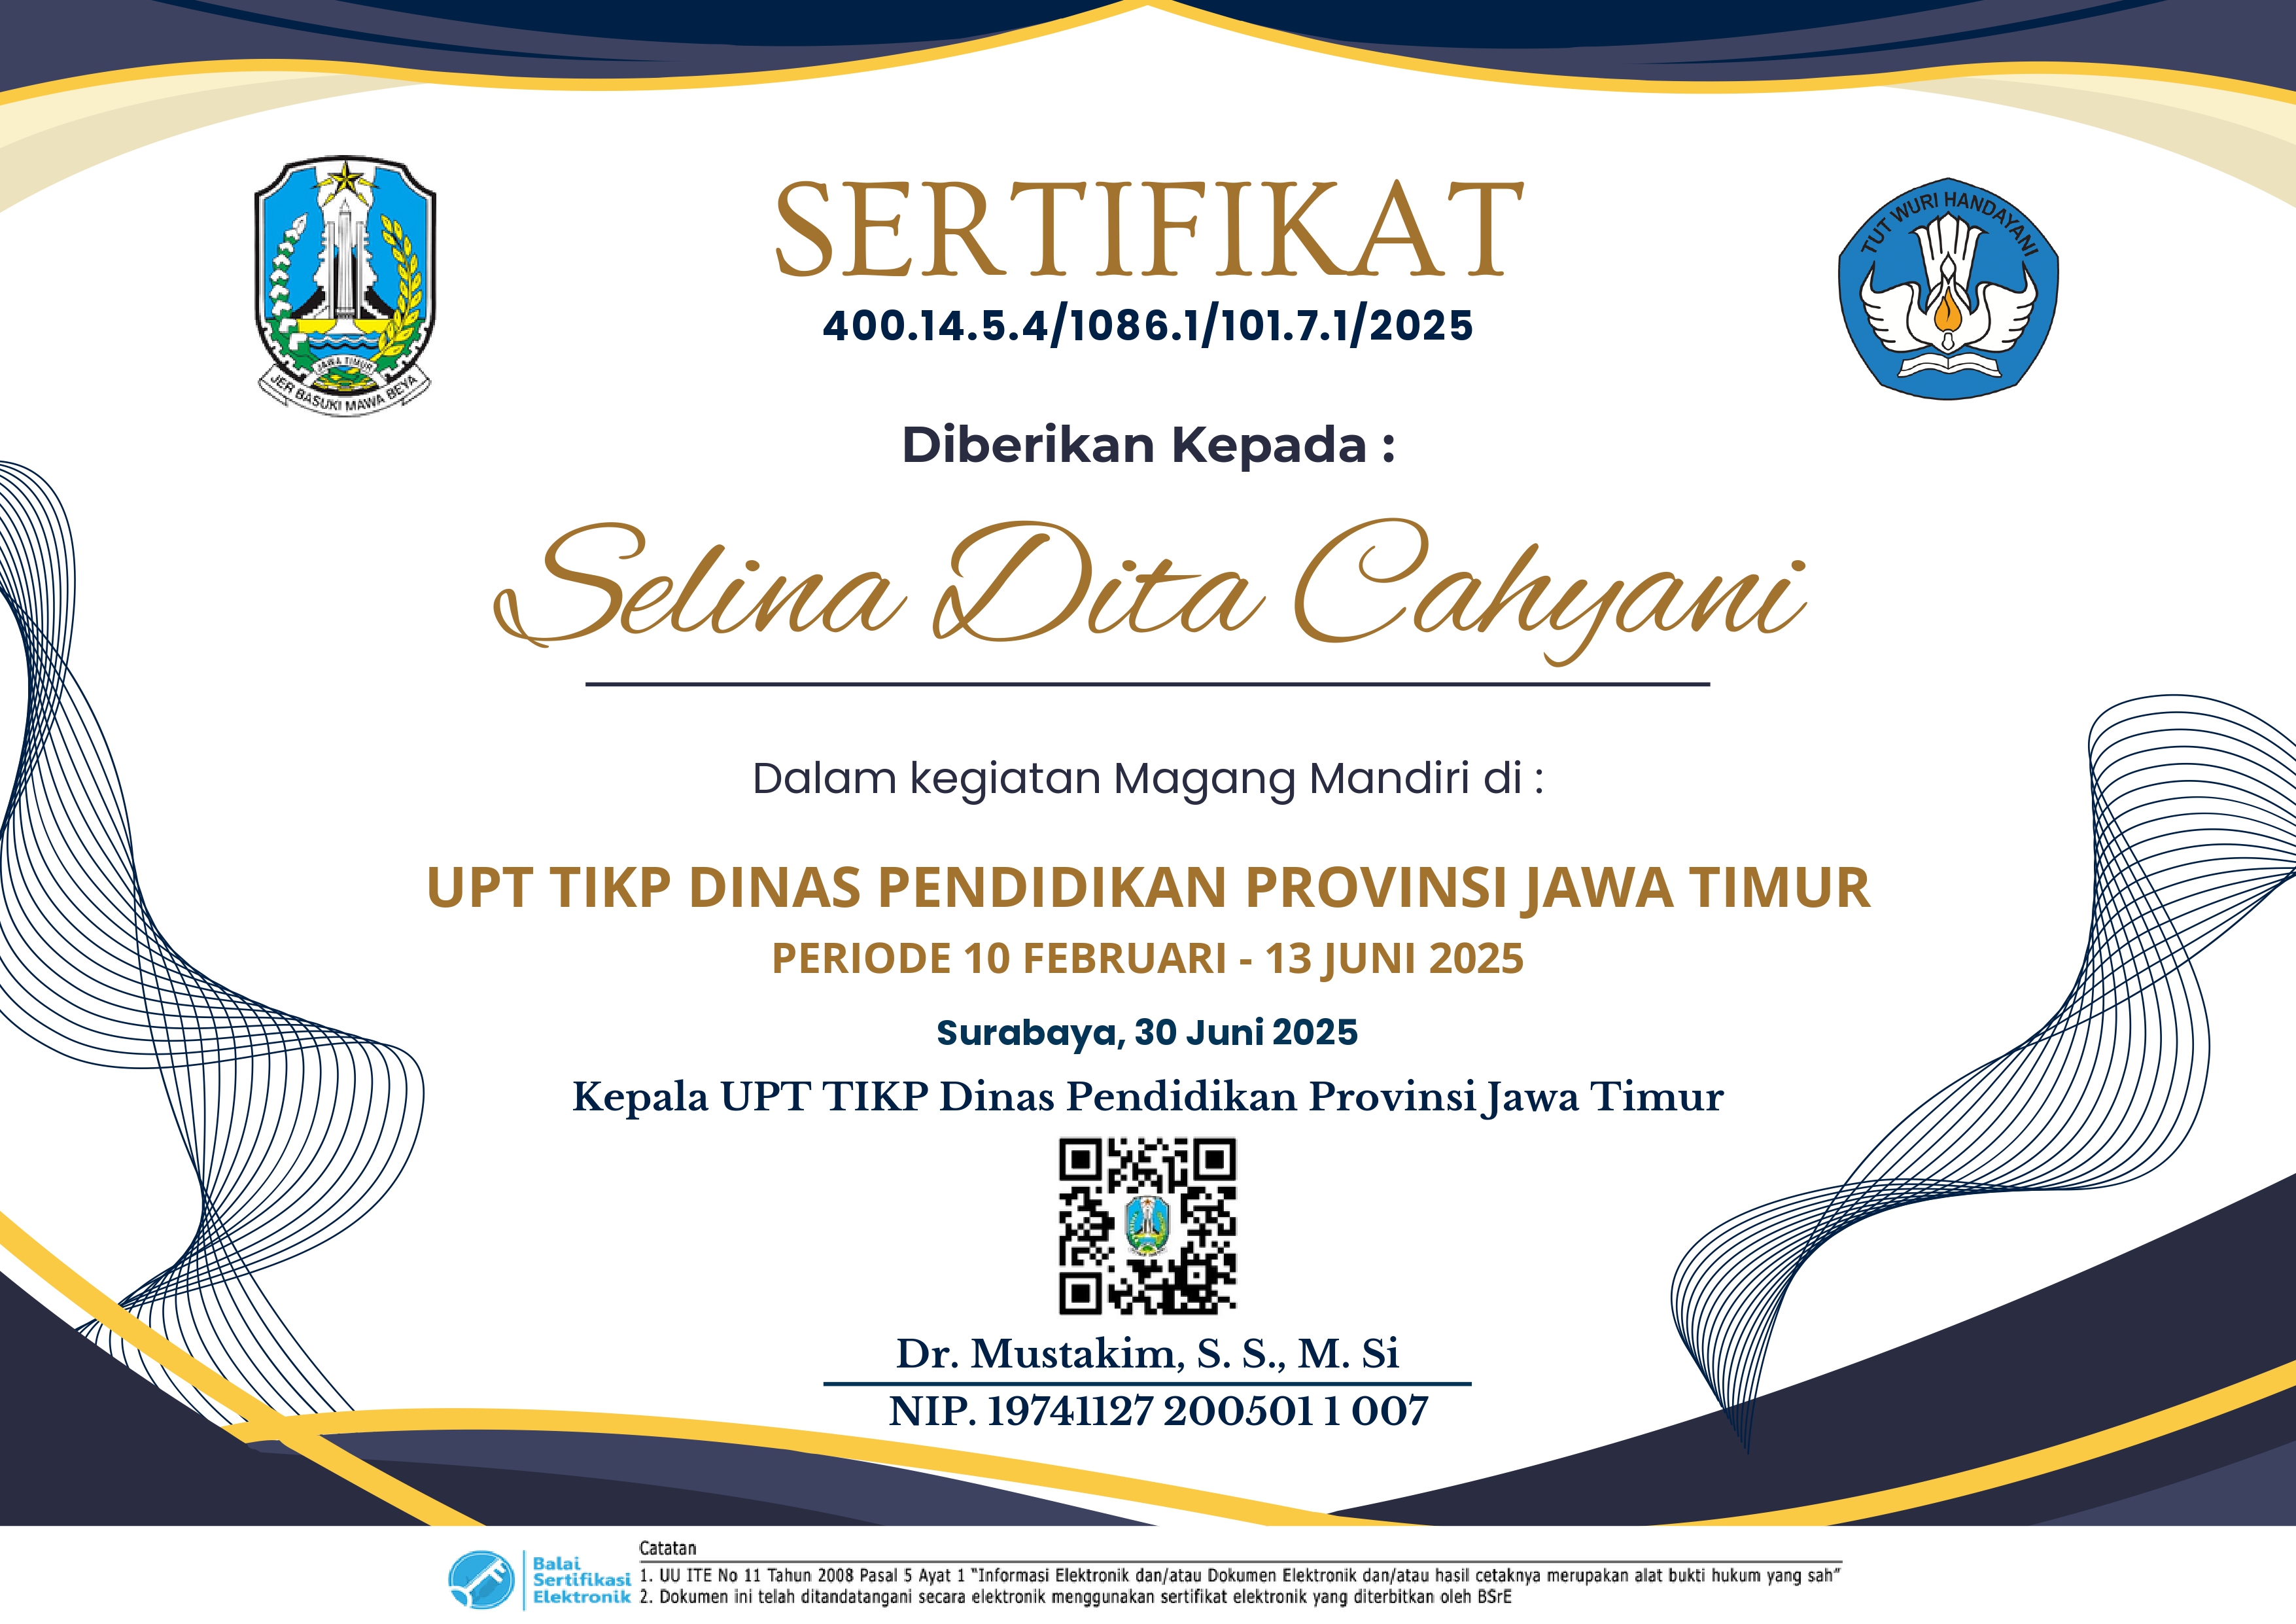 SERTIFIKAT
400.14.5.4/1086.1/101.7.1/2025
JAWA TIMUR
JER BASUKI MAWA BEYA
TUT WURI HANDAYANI
Diberikan Kepada :
Selina Dita Cahyani
Dalam kegiatan Magang Mandiri di :
UPT TIKP DINAS PENDIDIKAN PROVINSI JAWA TIMUR
PERIODE 10 FEBRUARI - 13 JUNI 2025
Surabaya, 30 Juni 2025
Kepala UPT TIKP Dinas Pendidikan Provinsi Jawa Timur
Dr. Mustakim, S. S., M. Si
NIP. 19741127 200501 1 007
Balai
Sertifikasi
Elektronik
Catatan
1. UU ITE No 11 Tahun 2008 Pasal 5 Ayat 1 "Informasi Elektronik dan/atau Dokumen Elektronik dan/atau hasil cetaknya merupakan alat bukti hukum yang sah"
2. Dokumen ini telah ditandatangani secara elektronik menggunakan sertifikat elektronik yang diterbitkan oleh BSrE